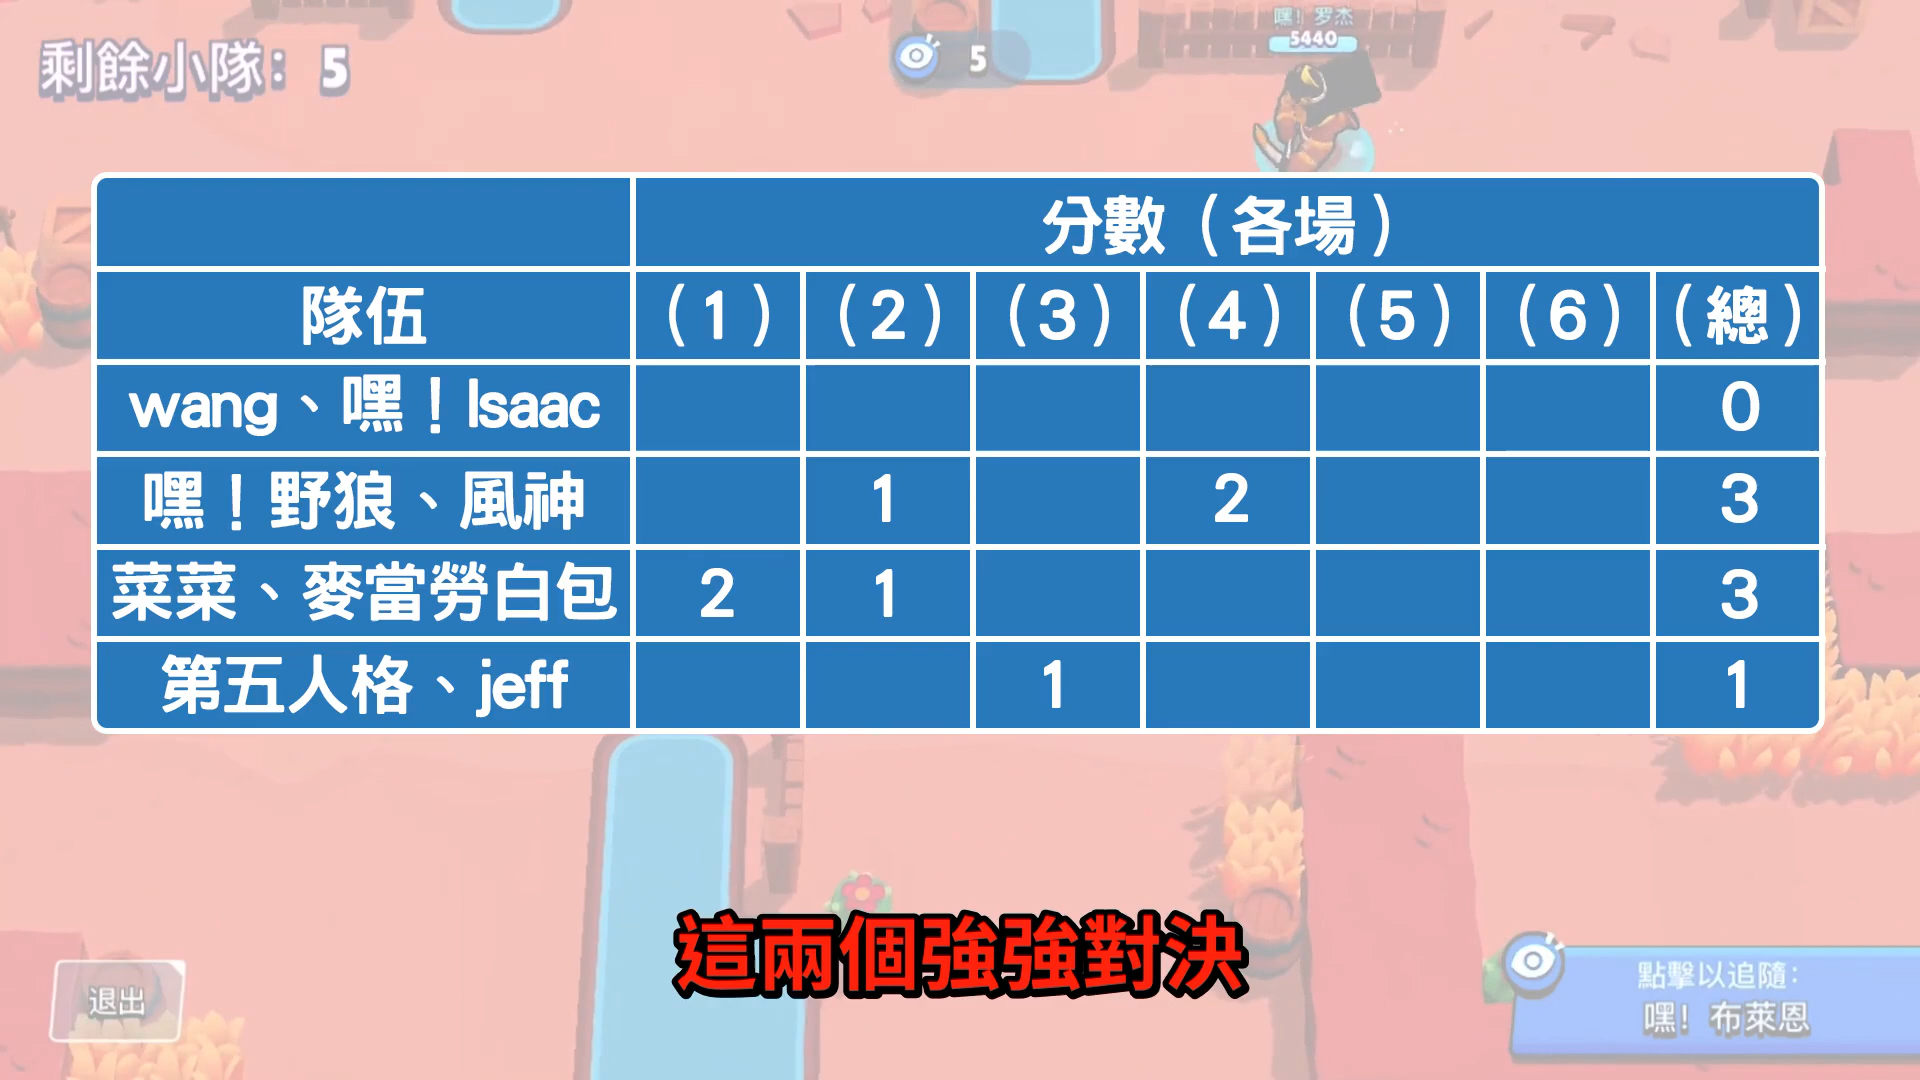 剩餘小隊：5
5
嘿！罗杰
5440
分數（各場）
隊伍 （1） （2） （3） （4） （5） （6） （總）
wang、嘿！Isaac 0
嘿！野狼、風神 1 2 3
菜菜、麥當勞白包 2 1 3
第五人格、jeff 1 1
這兩個強強對決
退出
點擊以追隨：
嘿！布萊恩